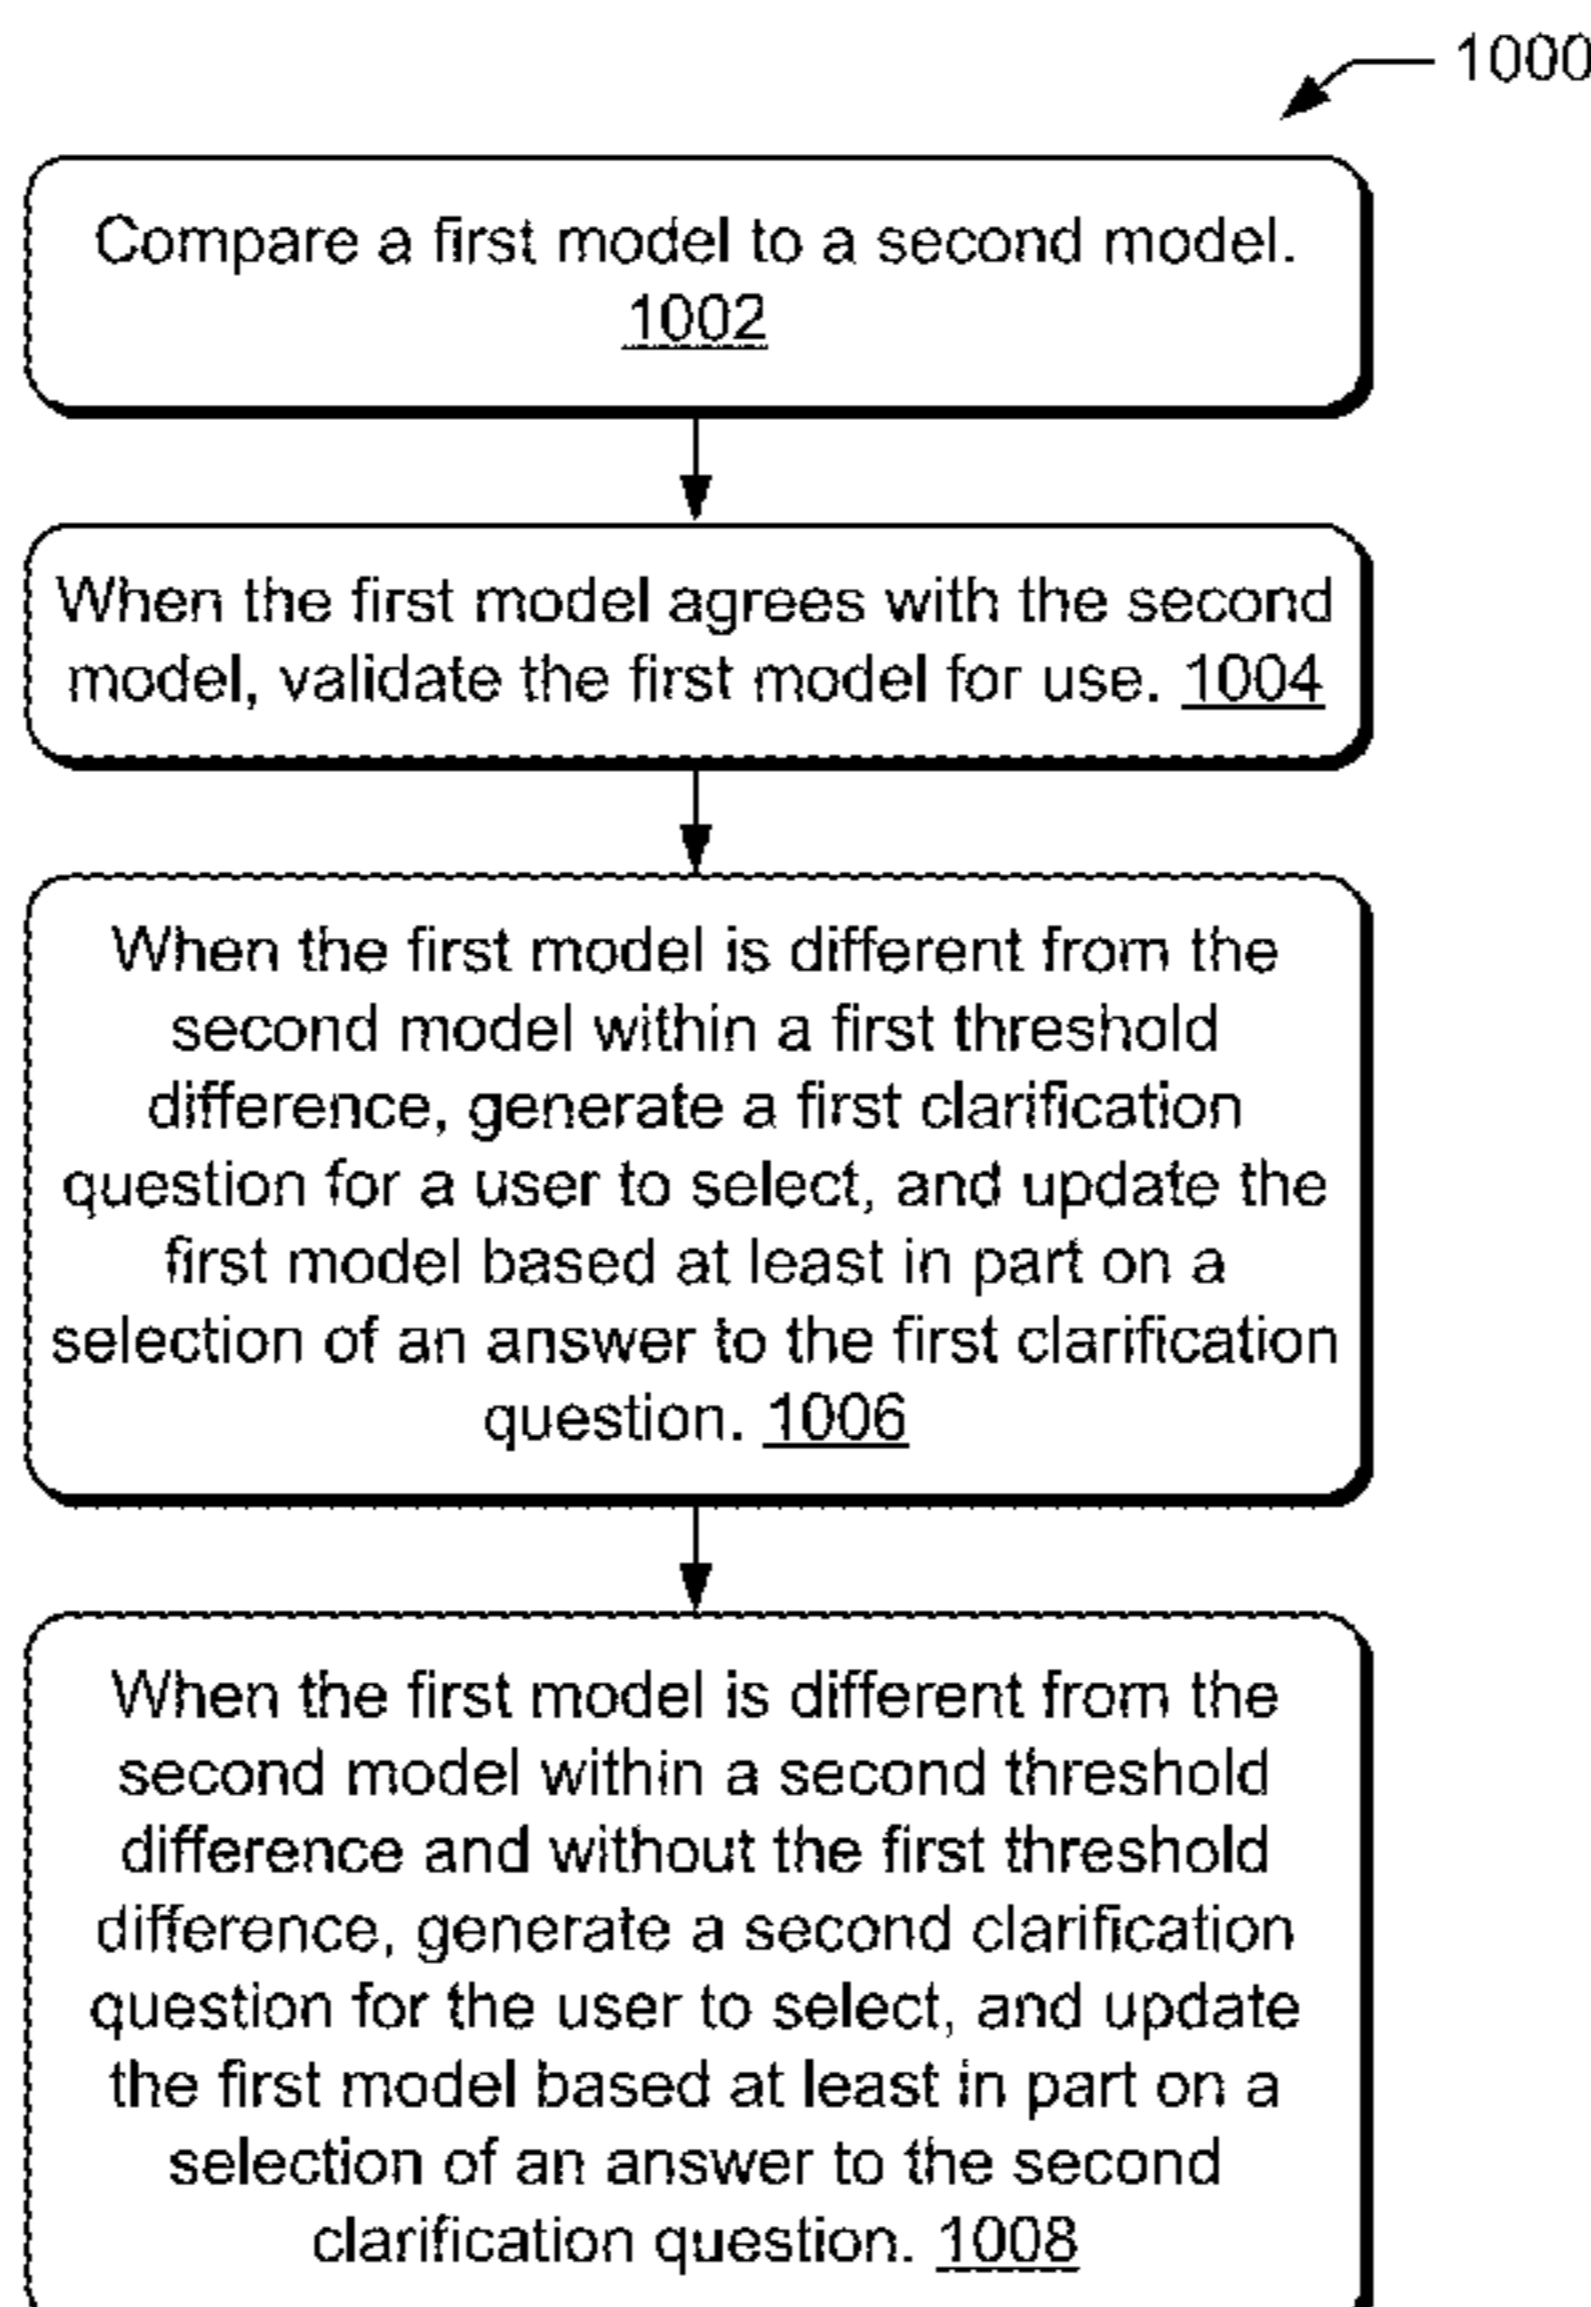 1000
Compare a first model to a second model.
1002
When the first model agrees with the second
model, validate the first model for use. 1004
When the first model is different from the
second model within a first threshold
difference, generate a first clarification
question for a user to select, and update the
first model based at least in part on a
selection of an answer to the first clarification
question. 1006
When the first model is different from the
second model within a second threshold
difference and without the first threshold
difference, generate a second clarification
question for the user to select, and update
the first model based at least in part on a
selection of an answer to the second
clarification question. 1008